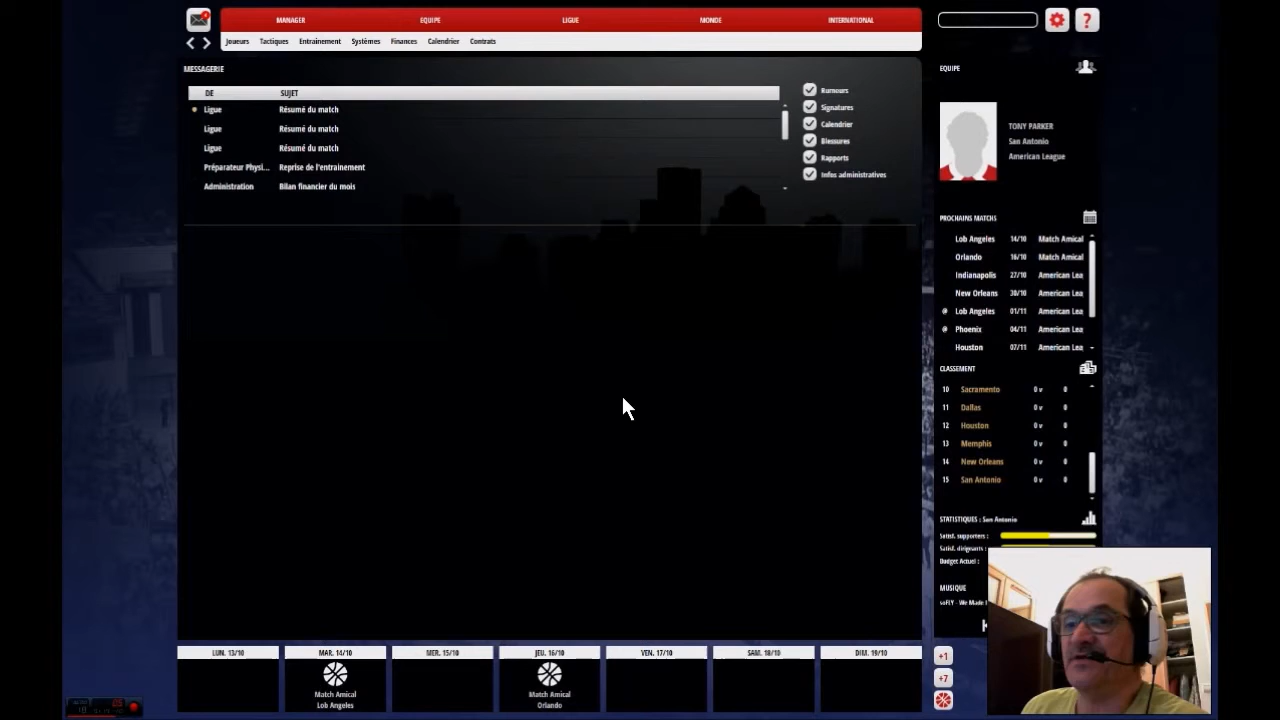 MANAGER EQUIPE LIGUE MONDE INTERNATIONAL
Joueurs Tactiques Entrainement Systèmes Finances Calendrier Contrats
?
MESSAGERIE
DE SUJET
Ligue Résumé du match
Ligue Résumé du match
Ligue Résumé du match
Préparateur Physi... Reprise de l'entrainement
Administration Bilan financier du mois
Rumours
Signatures
Calendrier
Blessures
Rapports
Infos administratives
EQUIPE
TONY PARKER
San Antonio
American League
PROCHAINS MATCHS
Lob Angeles 14/10 Match Amical
Orlando 16/10 Match Amical
Indianapolis 27/10 American Lea
New Orleans 30/10 American Lea
@ Lob Angeles 01/11 American Lea
@ Phoenix 04/11 American Lea
Houston 07/11 American Lea
CLASSEMENT
10 Sacramento 0 v 0
11 Dallas 0 v 0
12 Houston 0 v 0
13 Memphis 0 v 0
14 New Orleans 0 v 0
15 San Antonio 0 v 0
STATISTIQUES : San Antonio
Satisf. supporters :
Satisf. dirigeants :
Budget Actuel :
MUSIQUE
soFLY - We Made
LUN. 13/10 MAR. 14/10 MER. 15/10 JEU. 16/10 VEN. 17/10 SAM. 18/10 DIM. 19/10
Match Amical
Lob Angeles
Match Amical
Orlando
+1
+7